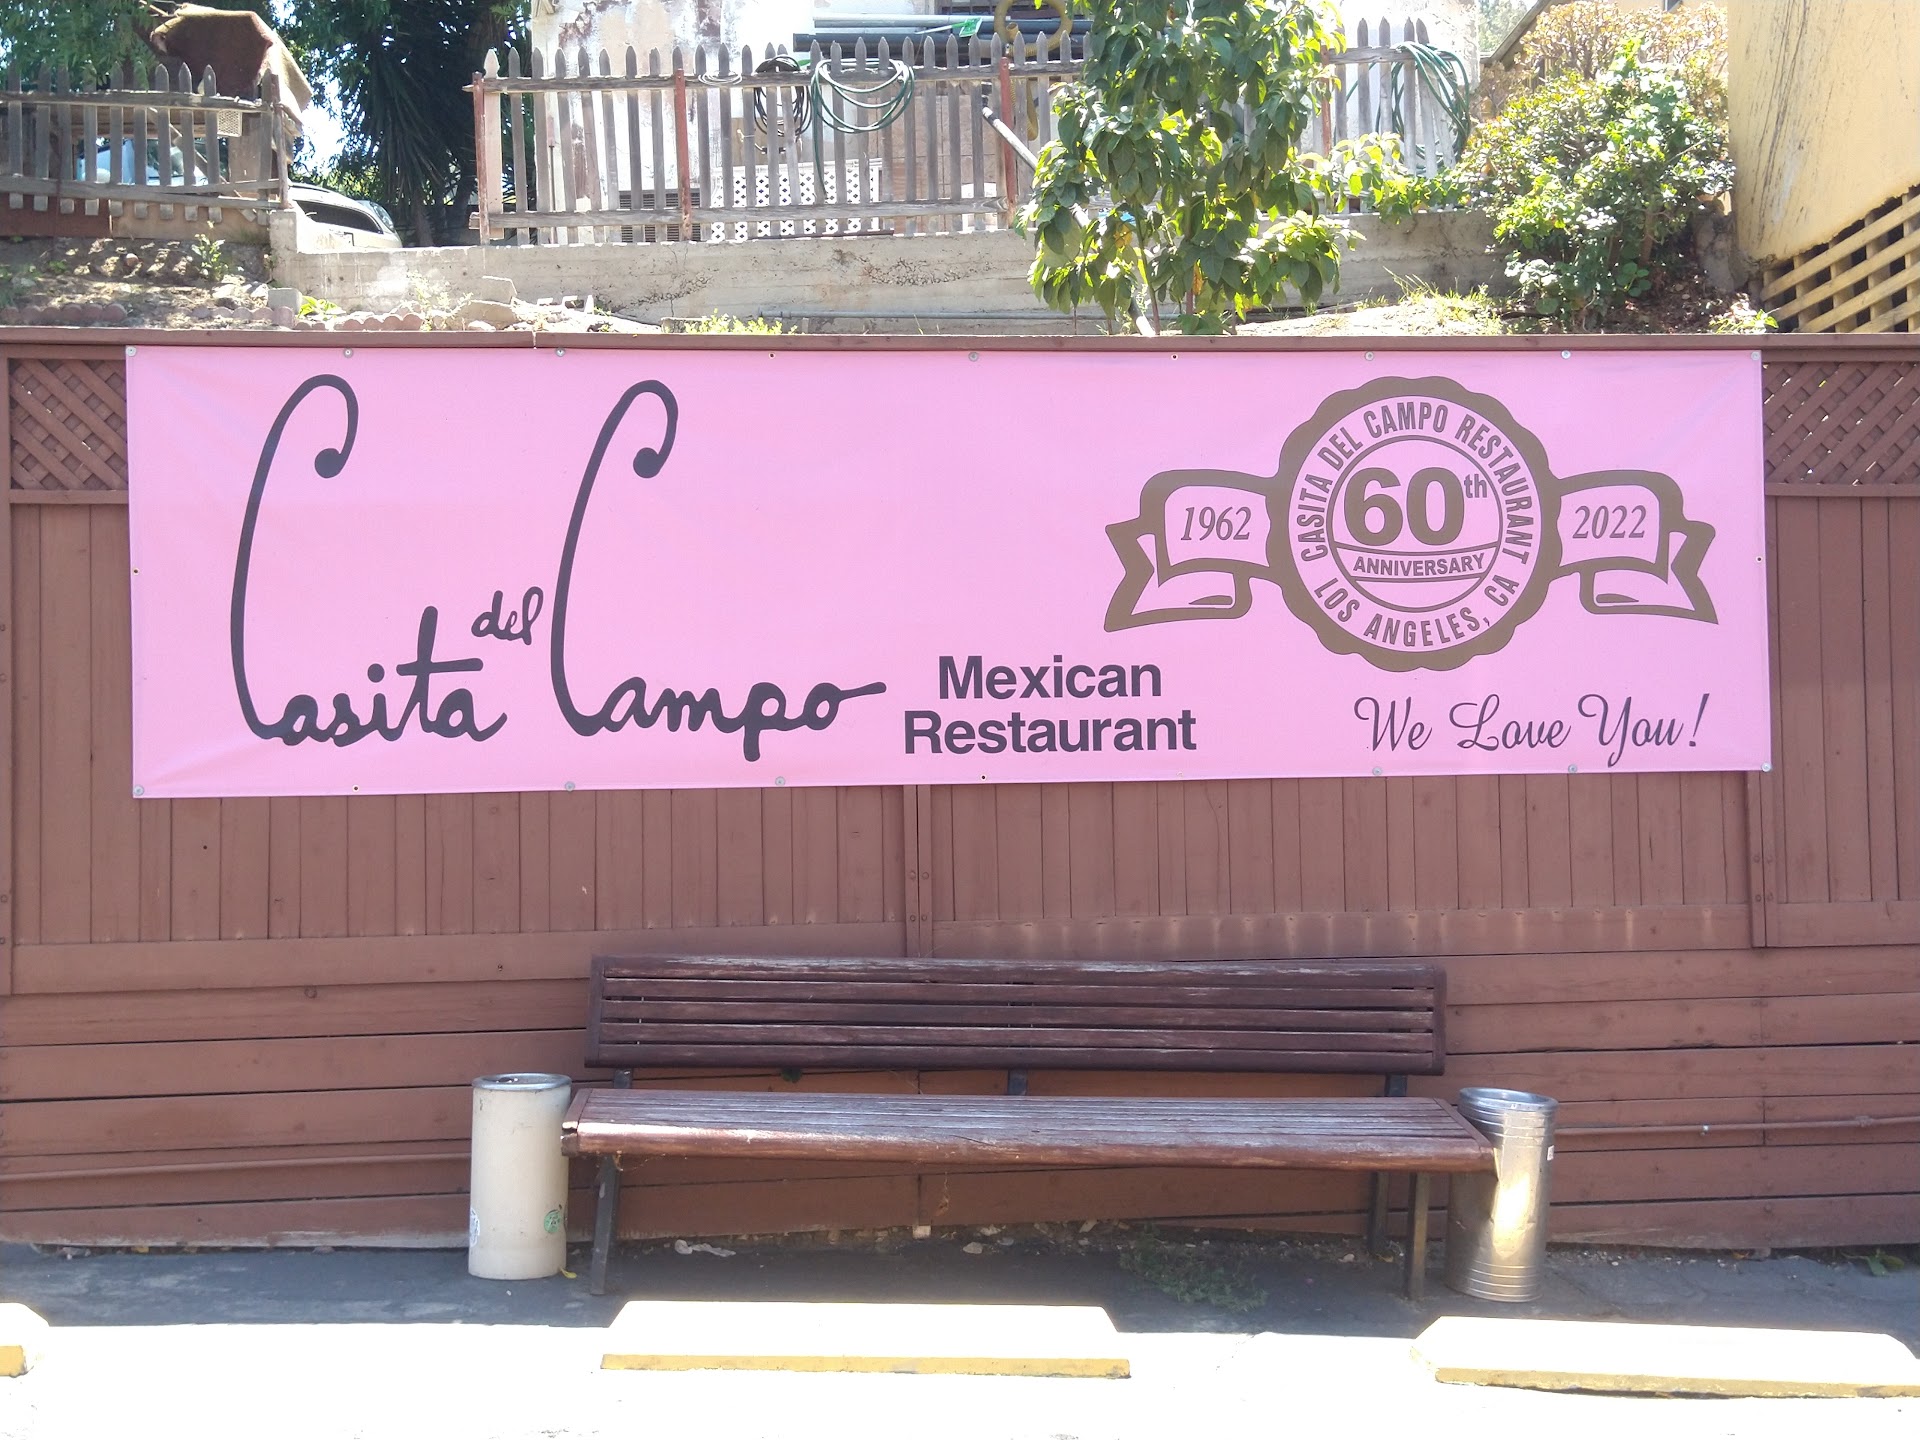 Casita del Campo
Mexican
Restaurant
CASITA DEL CAMPO RESTAURANT
1962
60th
2022
ANNIVERSARY
LOS ANGELES, CA
We Love You!